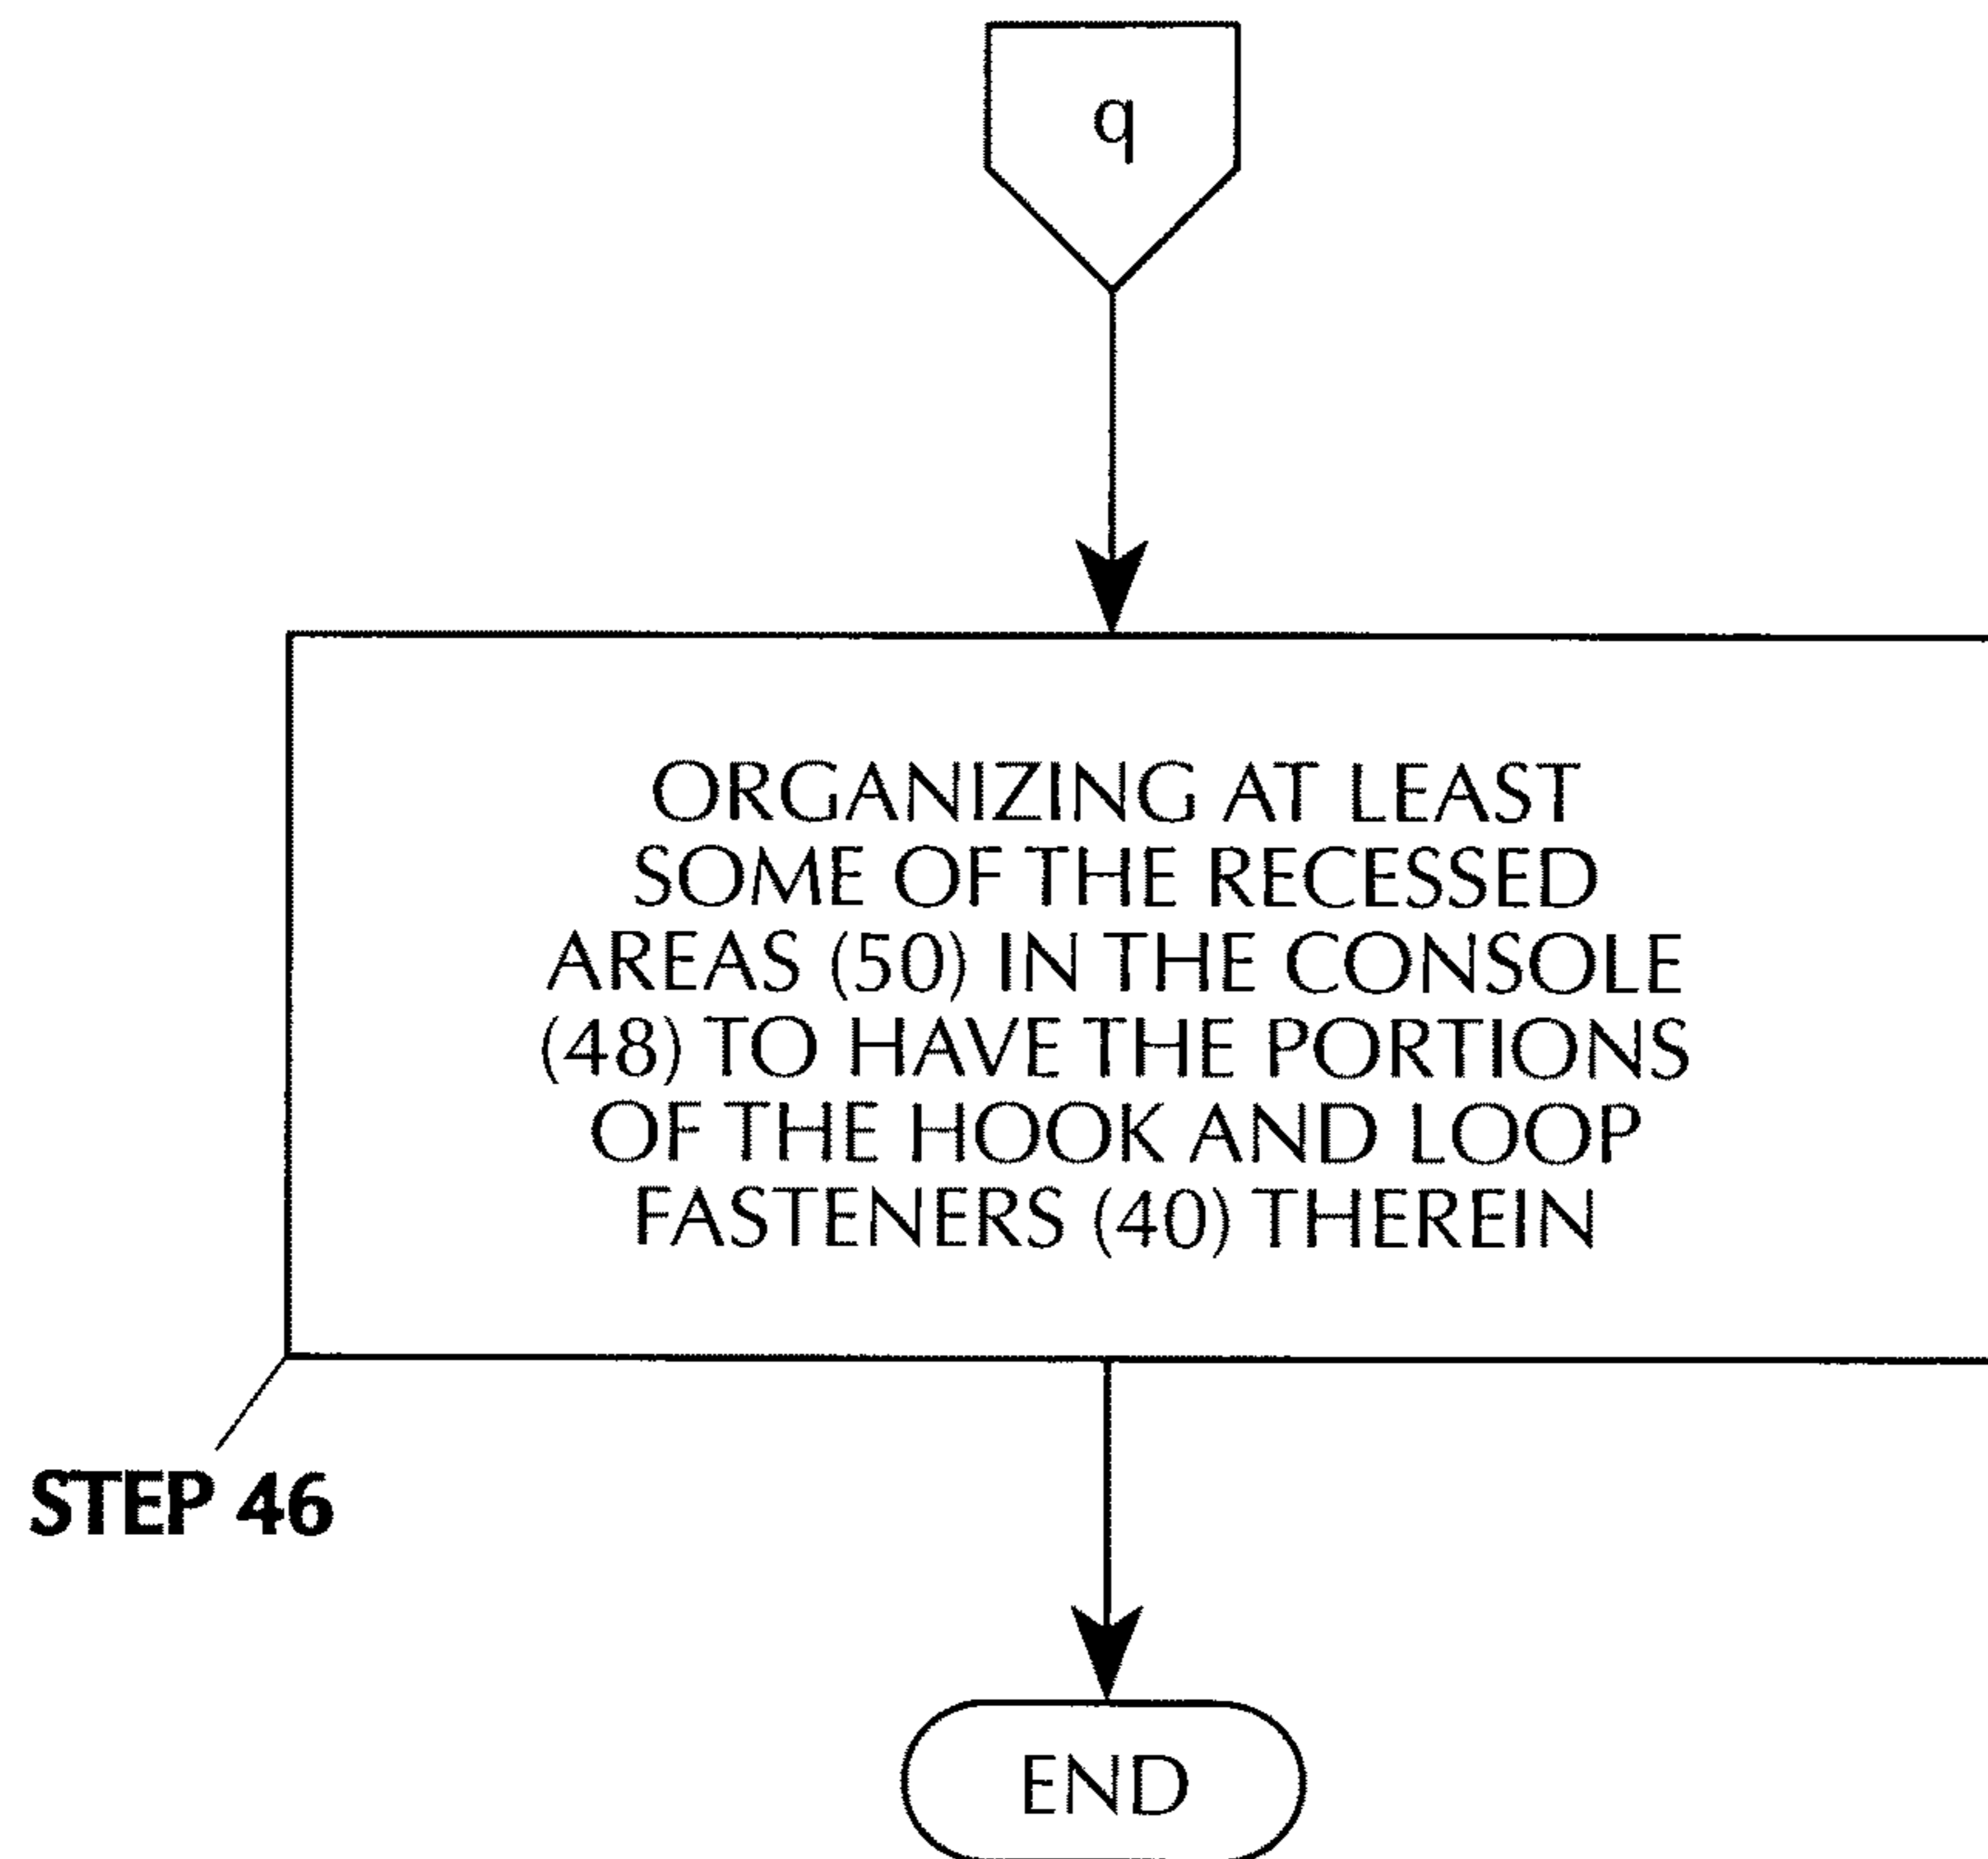 q
ORGANIZING AT LEAST
SOME OF THE RECESSED
AREAS (50) IN THE CONSOLE
(48) TO HAVE THE PORTIONS
OF THE HOOK AND LOOP
FASTENERS (40) THEREIN
STEP 46
END